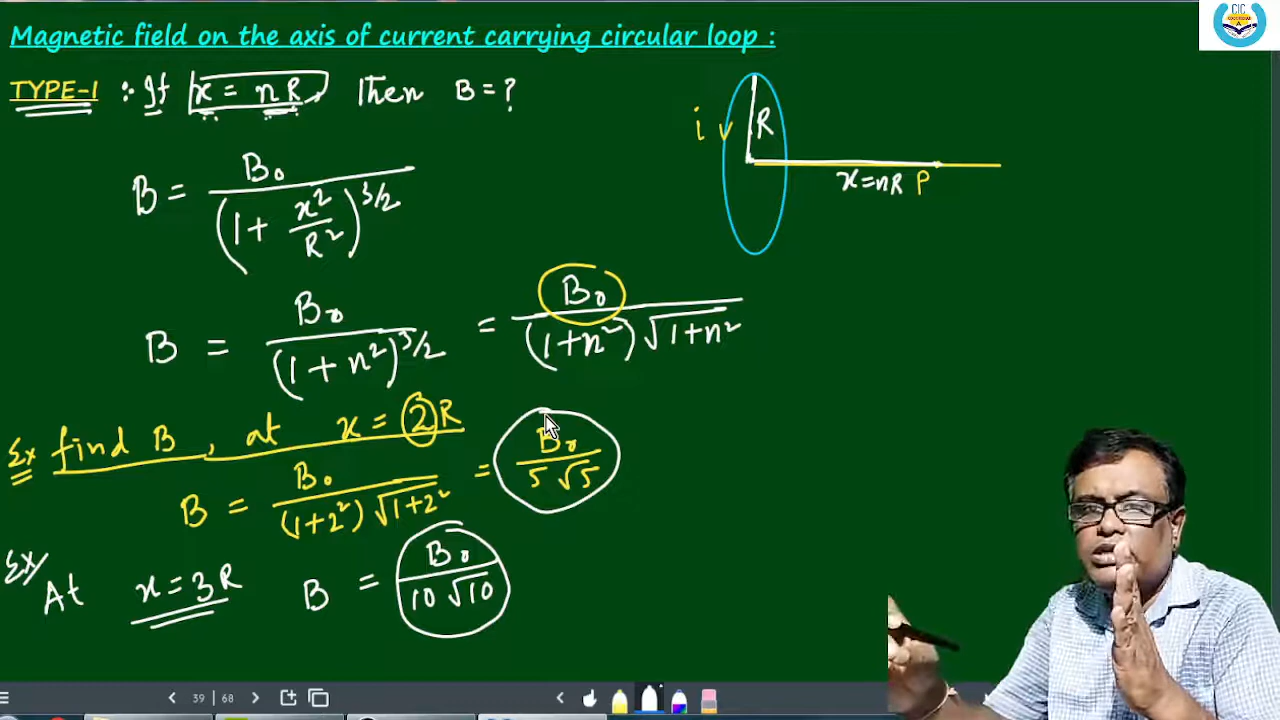 Magnetic field on the axis of current carrying circular loop :
CIC
TYPE-1 :- If x = nR, Then B = ?
i R
x=nR P
B = B₀ / (1 + x²/R²)^3/2
B = B₀ / (1 + n²)^3/2 = B₀ / (1+n²) √1+n²
Ex find B, at x = 2R
B = B₀ / (1+2²) √1+2² = B₀ / 5√5
Ex At x = 3R B = B₀ / 10√10
39 | 68